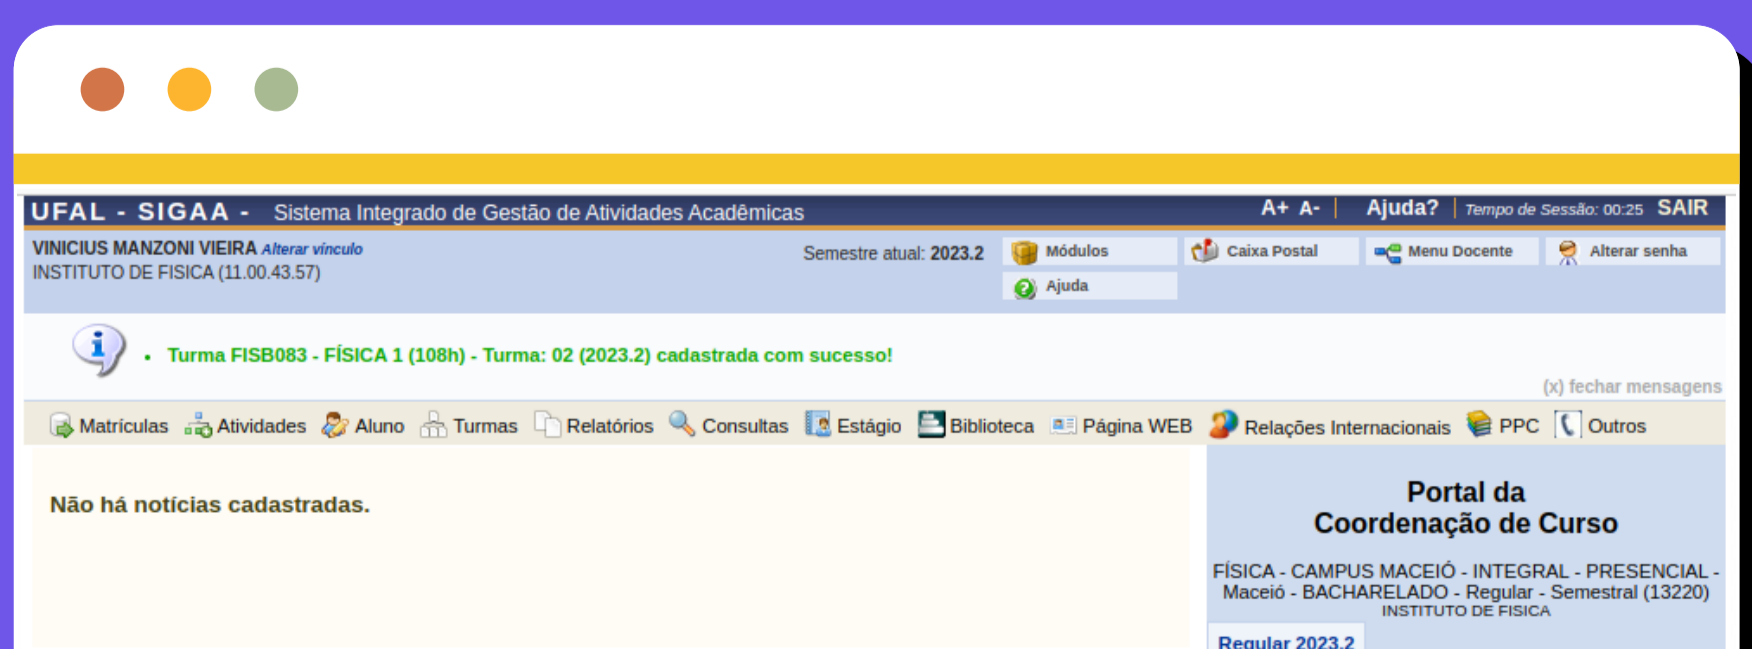 UFAL - SIGAA - Sistema Integrado de Gestão de Atividades Acadêmicas A+ A- | Ajuda? | Tempo de Sessão: 00:25 SAIR
VINICIUS MANZONI VIEIRA Alterar vínculo Semestre atual: 2023.2 Módulos Caixa Postal Menu Docente Alterar senha
INSTITUTO DE FISICA (11.00.43.57) Ajuda
• Turma FISB083 - FÍSICA 1 (108h) - Turma: 02 (2023.2) cadastrada com sucesso!
(x) fechar mensagens
Matrículas Atividades Aluno Turmas Relatórios Consultas Estágio Biblioteca Página WEB Relações Internacionais PPC Outros
Não há notícias cadastradas.
Portal da
Coordenação de Curso
FÍSICA - CAMPUS MACEIÓ - INTEGRAL - PRESENCIAL -
Maceió - BACHARELADO - Regular - Semestral (13220)
INSTITUTO DE FISICA
Regular 2023.2